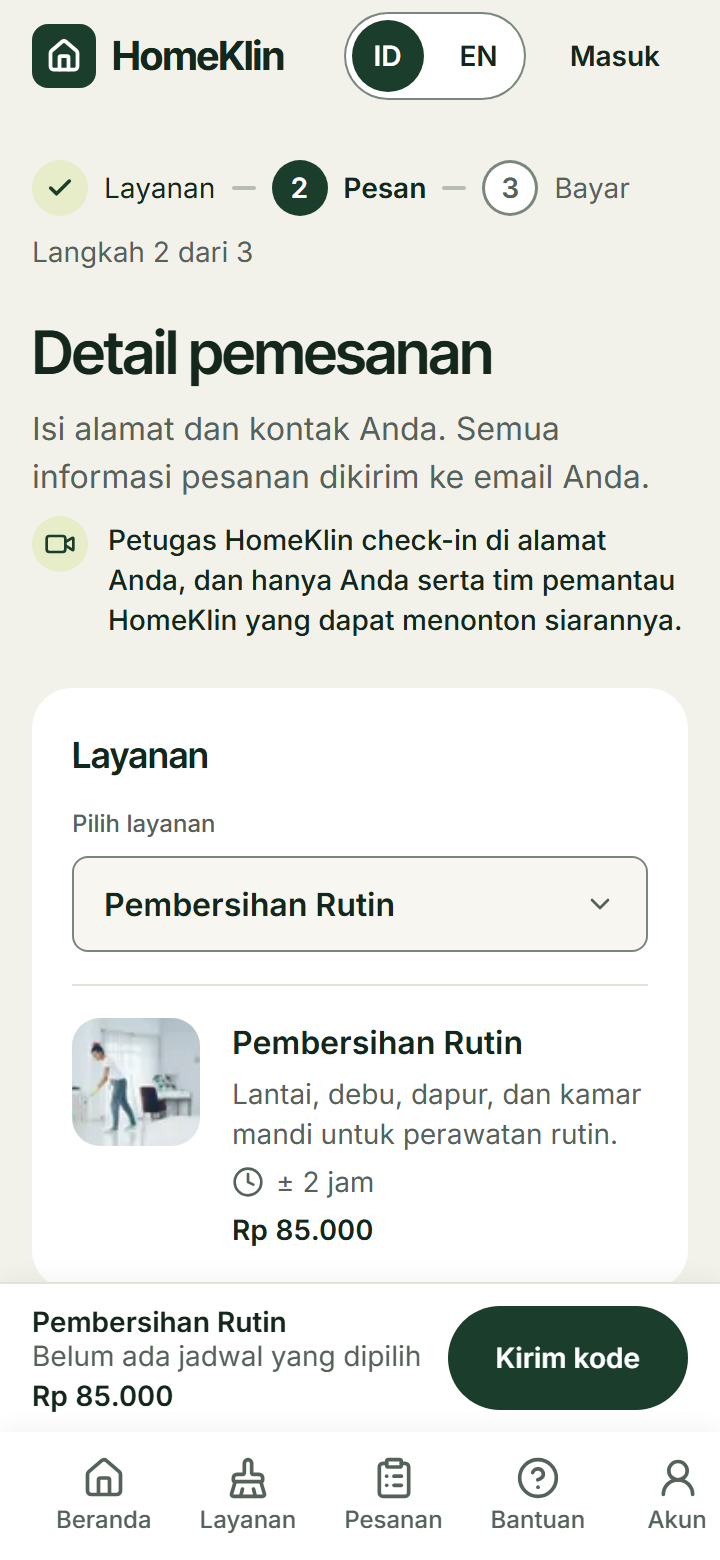 HomeKlin
ID
EN
Masuk
Layanan
2
Pesan
3
Bayar
Langkah 2 dari 3
Detail pemesanan
Isi alamat dan kontak Anda. Semua
informasi pesanan dikirim ke email Anda.
Petugas HomeKlin check-in di alamat
Anda, dan hanya Anda serta tim pemantau
HomeKlin yang dapat menonton siarannya.
Layanan
Pilih layanan
Pembersihan Rutin
Pembersihan Rutin
Lantai, debu, dapur, dan kamar
mandi untuk perawatan rutin.
± 2 jam
Rp 85.000
Pembersihan Rutin
Belum ada jadwal yang dipilih
Rp 85.000
Kirim kode
Beranda
Layanan
Pesanan
Bantuan
Akun